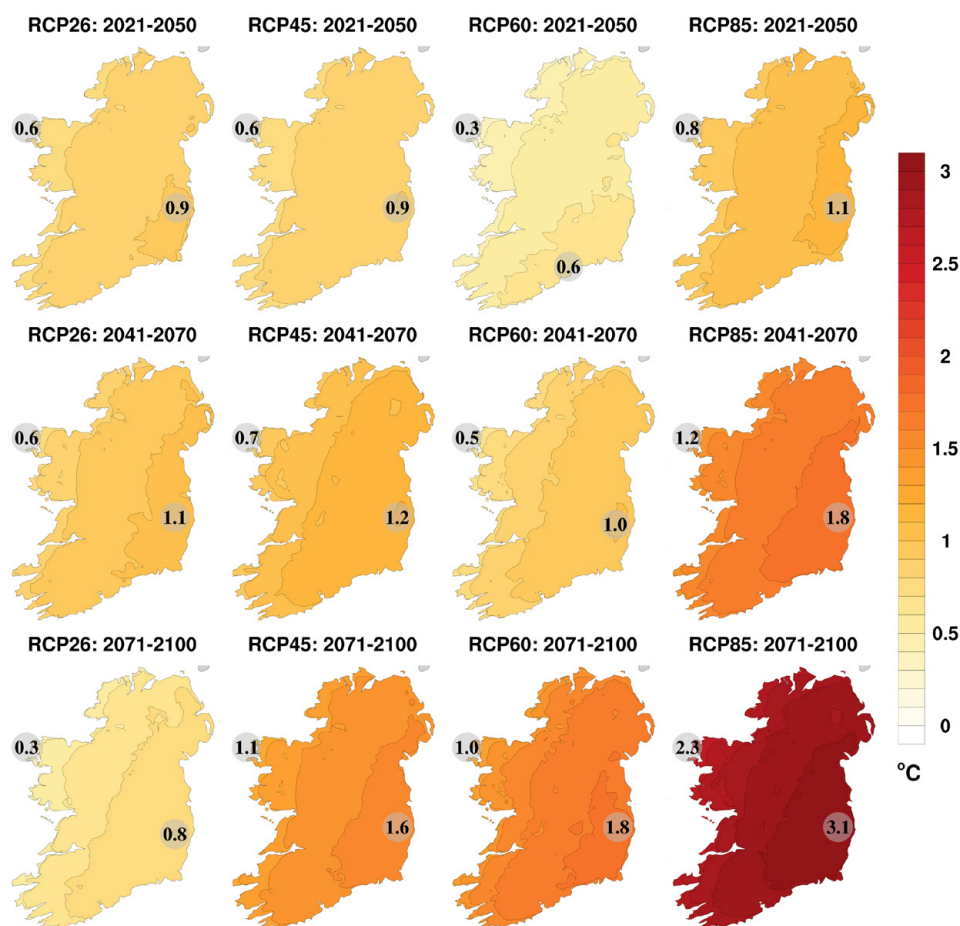 RCP26: 2021-2050 RCP45: 2021-2050 RCP60: 2021-2050 RCP85: 2021-2050
0.6 0.6 0.3 0.8
0.9 0.9 1.1
0.6
RCP26: 2041-2070 RCP45: 2041-2070 RCP60: 2041-2070 RCP85: 2041-2070
0.6 0.7 0.5 1.2
1.1 1.2 1.0 1.8
RCP26: 2071-2100 RCP45: 2071-2100 RCP60: 2071-2100 RCP85: 2071-2100
0.3 1.1 1.0 2.3
0.8 1.6 1.8 3.1
3
2.5
2
1.5
1
0.5
0
°C